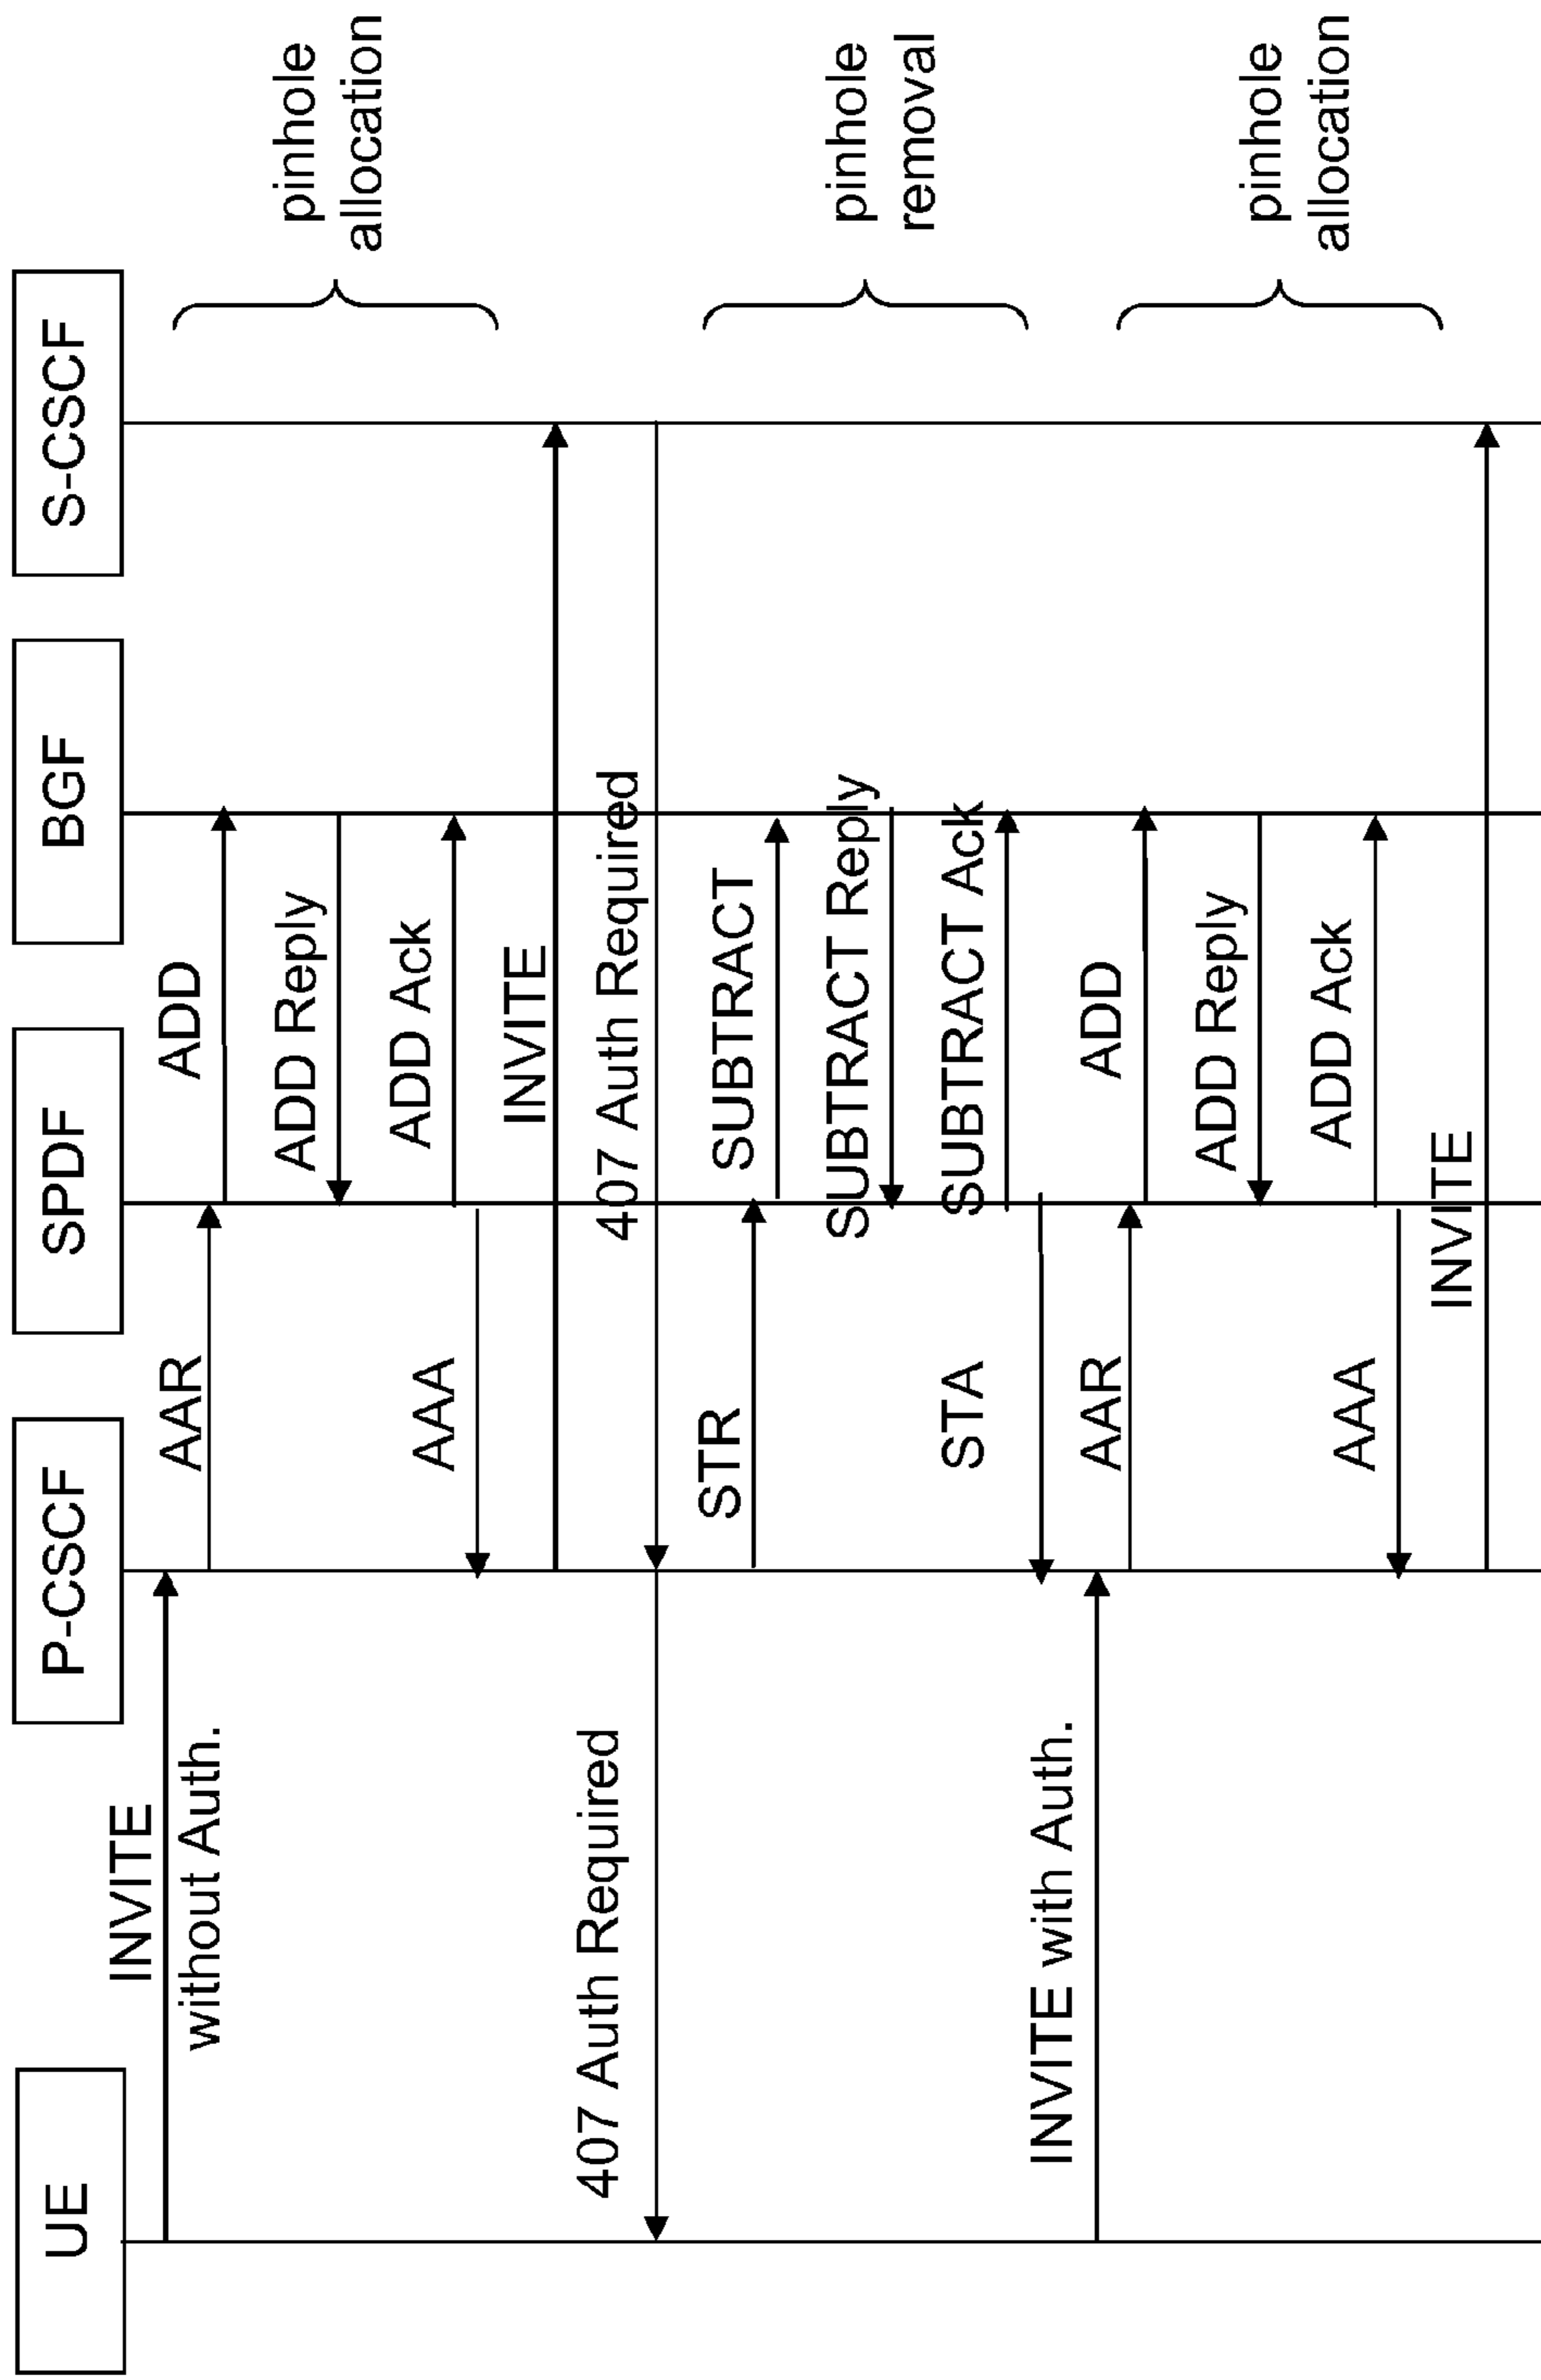 UE
P-CSCF
SPDF
BGF
S-CSCF
INVITE
without Auth.
AAR
ADD
pinhole
allocation
ADD Reply
ADD Ack
AAA
INVITE
407 Auth Required
407 Auth Required
STR
SUBTRACT
pinhole
removal
SUBTRACT Reply
SUBTRACT Ack
STA
INVITE with Auth.
AAR
ADD
pinhole
allocation
ADD Reply
ADD Ack
AAA
INVITE